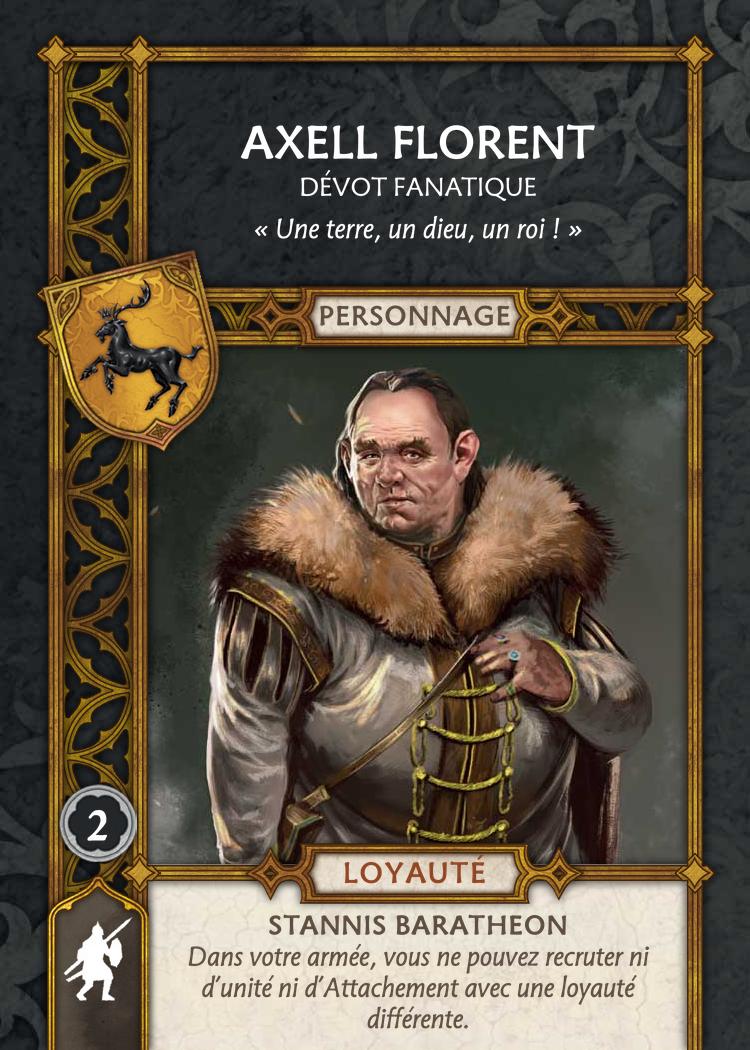 AXELL FLORENT
DÉVOT FANATIQUE
« Une terre, un dieu, un roi ! »
PERSONNAGE
2
LOYAUTÉ
STANNIS BARATHEON
Dans votre armée, vous ne pouvez recruter ni
d'unité ni d'Attachement avec une loyauté
différente.